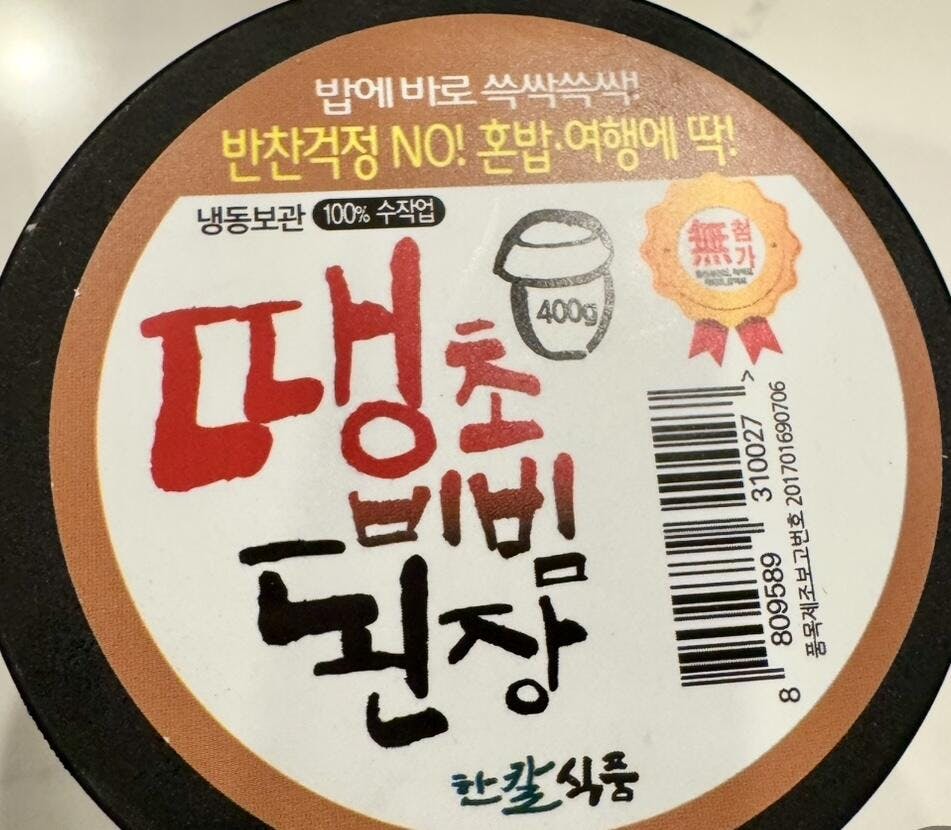 밥에 바로 쓱싹쓱싹!
반찬걱정 NO! 혼밥·여행에 딱!
냉동보관 100% 수작업
400g
無첨가
땡초
비빔
된장
한칼식품
8 809589 310027 >
품목제조보고번호 201701690706